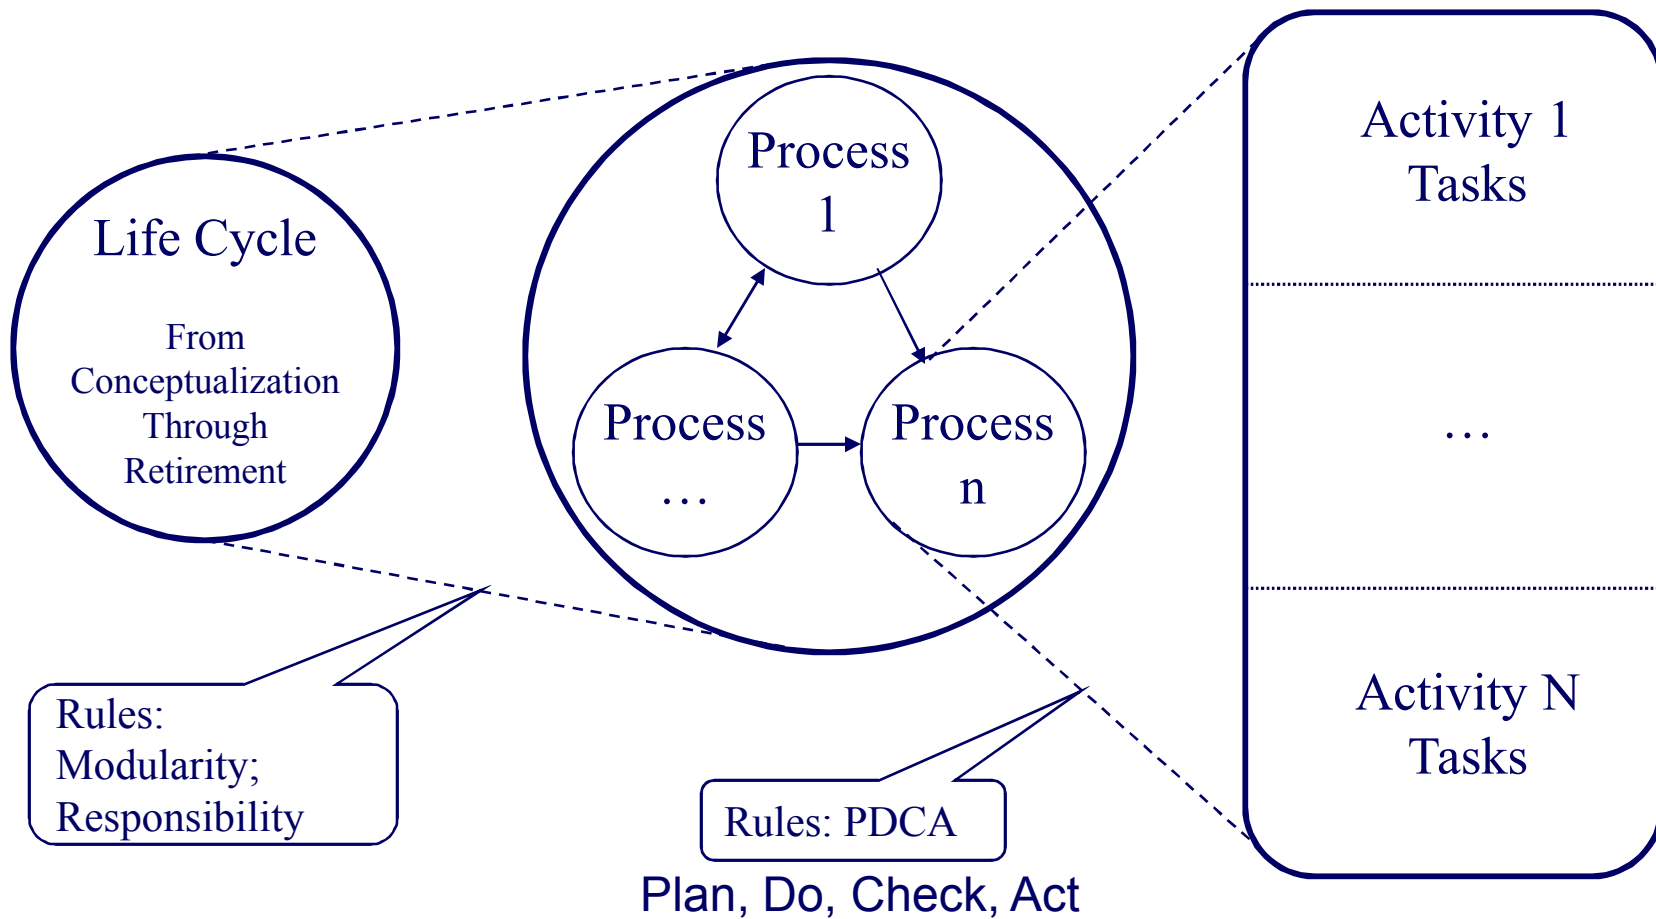 Life Cycle
From
Conceptualization
Through
Retirement
Process
1
Process
…
Process
n
Activity 1
Tasks
…
Activity N
Tasks
Rules:
Modularity;
Responsibility
Rules: PDCA
Plan, Do, Check, Act